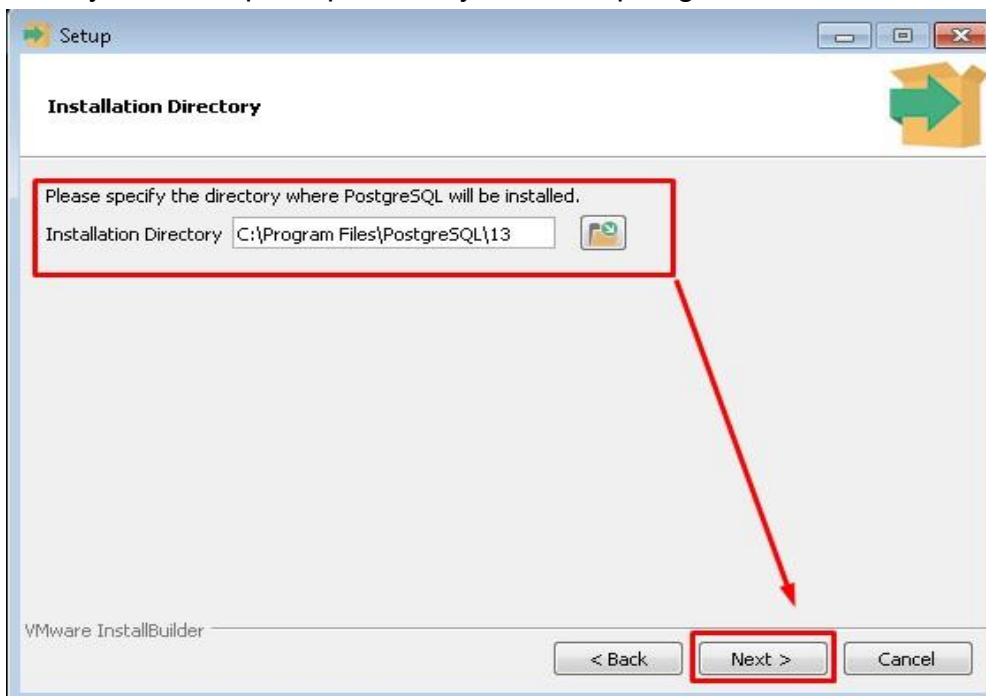 Setup
Installation Directory
Please specify the directory where PostgreSQL will be installed.
Installation Directory C:\Program Files\PostgreSQL\13
VMware InstallBuilder
< Back Next > Cancel